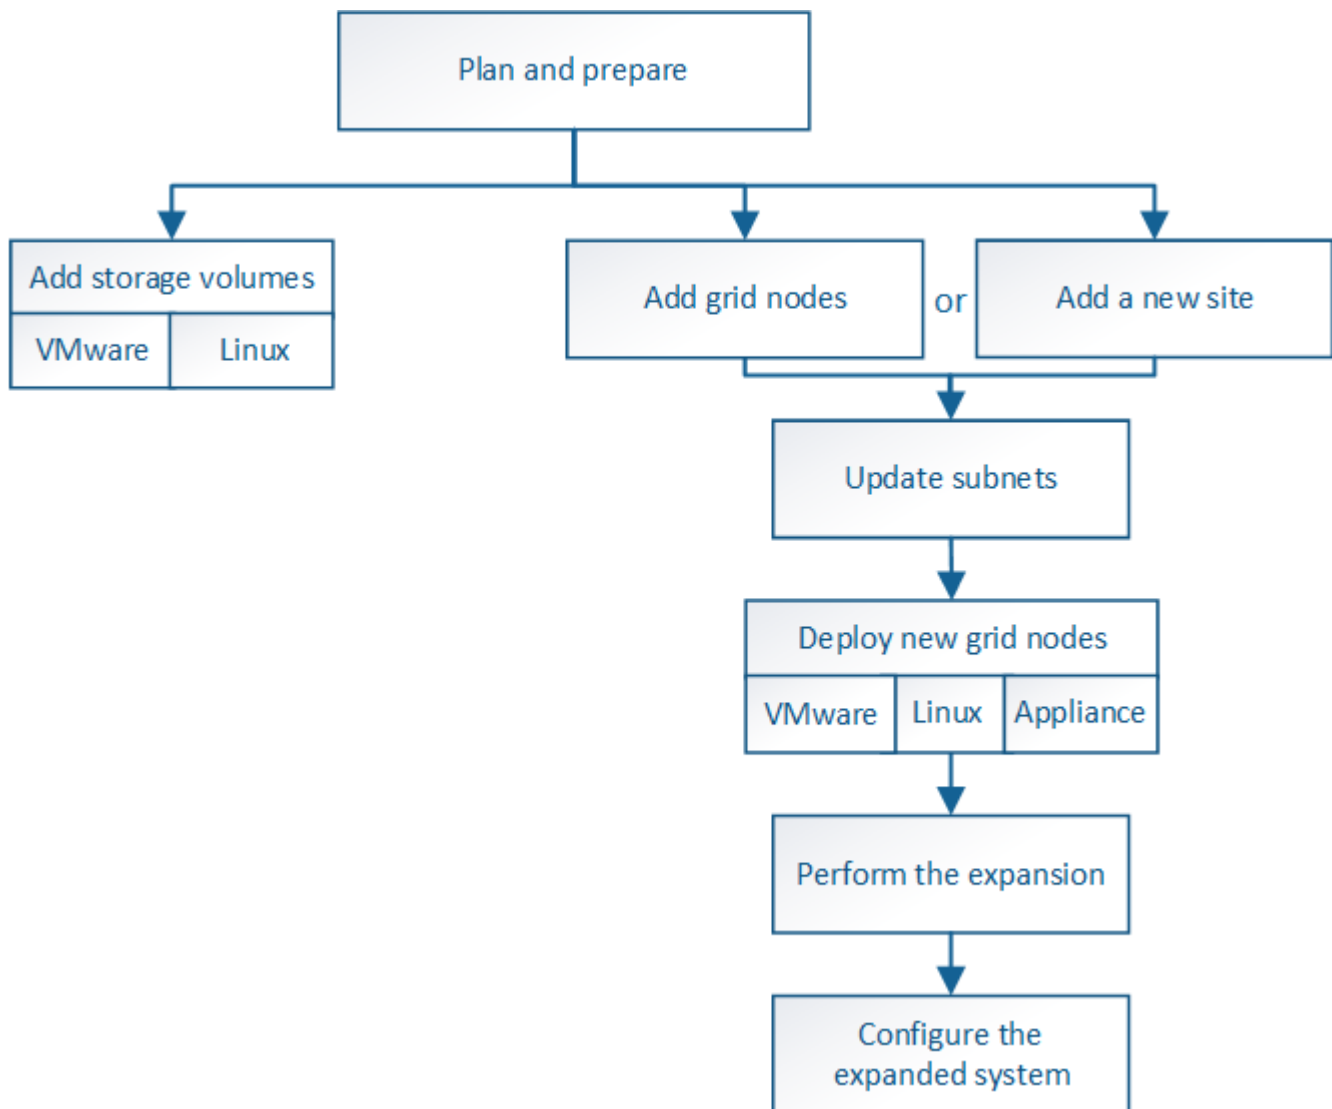 Plan and prepare
Add storage volumes
VMware
Linux
Add grid nodes
or
Add a new site
Update subnets
Deploy new grid nodes
VMware
Linux
Appliance
Perform the expansion
Configure the
expanded system